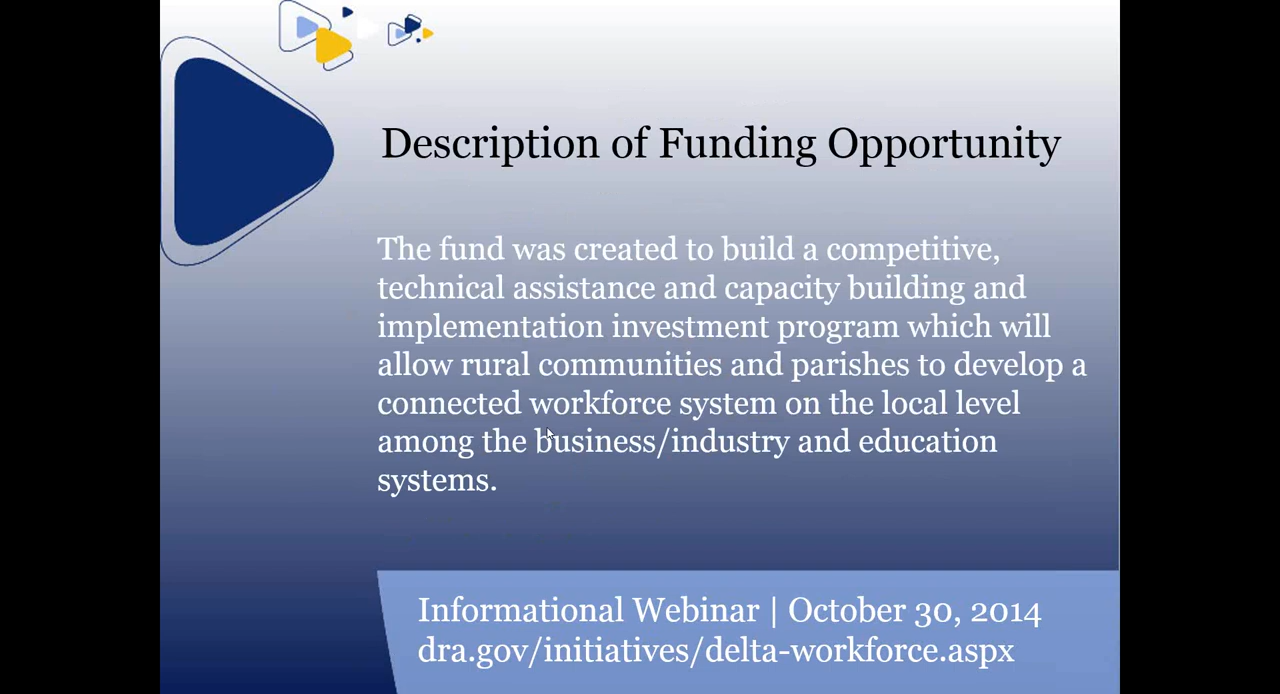 Description of Funding Opportunity
The fund was created to build a competitive,
technical assistance and capacity building and
implementation investment program which will
allow rural communities and parishes to develop a
connected workforce system on the local level
among the business/industry and education
systems.
Informational Webinar | October 30, 2014
dra.gov/initiatives/delta-workforce.aspx